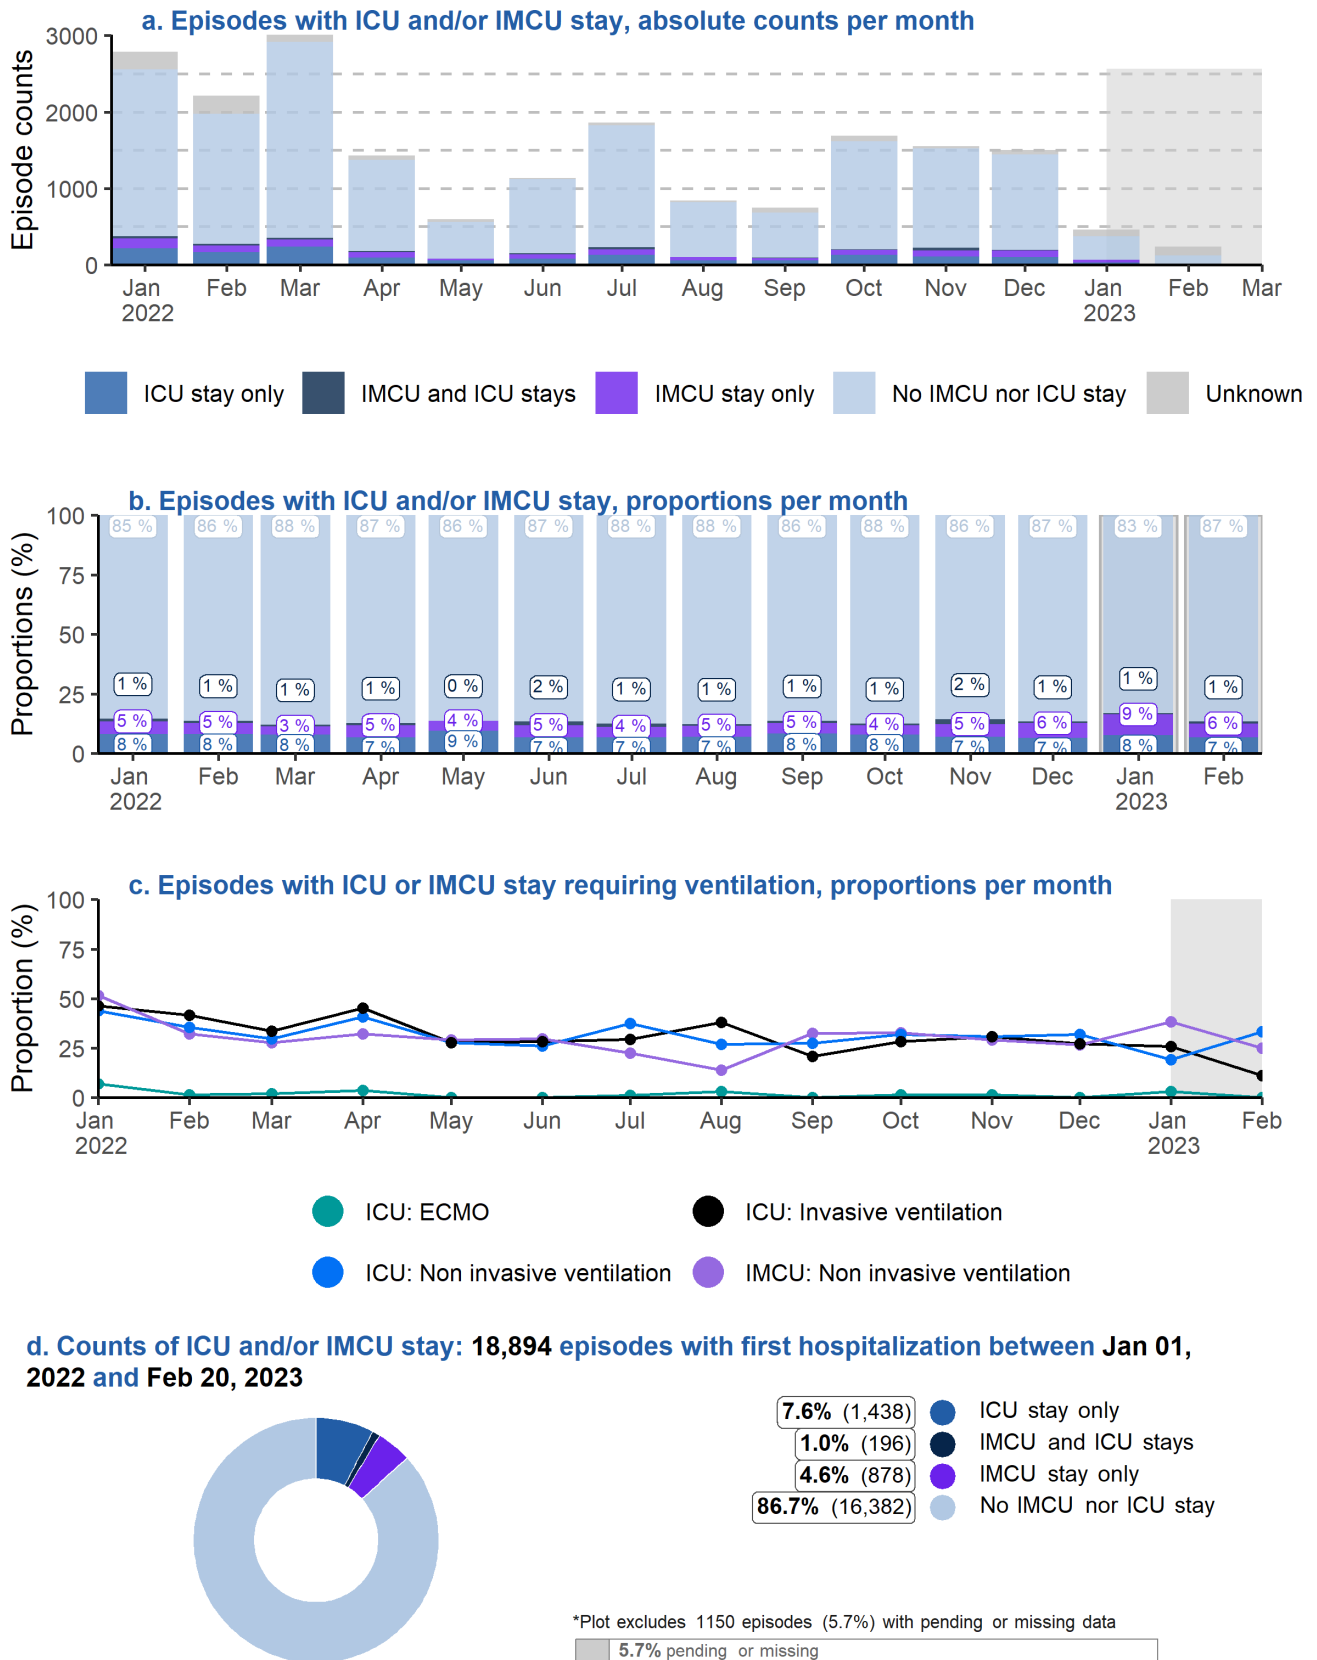 a. Episodes with ICU and/or IMCU stay, absolute counts per month
Episode counts
3000
2000
1000
0
Jan Feb Mar Apr May Jun Jul Aug Sep Oct Nov Dec Jan Feb Mar
2022 2023
ICU stay only IMCU and ICU stays IMCU stay only No IMCU nor ICU stay Unknown
b. Episodes with ICU and/or IMCU stay, proportions per month
Proportions (%)
100
75
50
25
0
85 % 86 % 88 % 87 % 86 % 87 % 88 % 88 % 86 % 88 % 86 % 87 % 83 % 87 %
1 % 1 % 1 % 1 % 0 % 2 % 1 % 1 % 1 % 1 % 2 % 1 % 1 % 1 %
5 % 5 % 3 % 5 % 4 % 5 % 4 % 5 % 5 % 4 % 5 % 6 % 9 % 6 %
8 % 8 % 8 % 7 % 9 % 7 % 7 % 7 % 8 % 8 % 7 % 7 % 8 % 7 %
Jan Feb Mar Apr May Jun Jul Aug Sep Oct Nov Dec Jan Feb
2022 2023
c. Episodes with ICU or IMCU stay requiring ventilation, proportions per month
Proportion (%)
100
75
50
25
0
Jan Feb Mar Apr May Jun Jul Aug Sep Oct Nov Dec Jan Feb
2022 2023
ICU: ECMO ICU: Invasive ventilation
ICU: Non invasive ventilation IMCU: Non invasive ventilation
d. Counts of ICU and/or IMCU stay: 18,894 episodes with first hospitalization between Jan 01,
2022 and Feb 20, 2023
7.6% (1,438) ICU stay only
1.0% (196) IMCU and ICU stays
4.6% (878) IMCU stay only
86.7% (16,382) No IMCU nor ICU stay
*Plot excludes 1150 episodes (5.7%) with pending or missing data
5.7% pending or missing